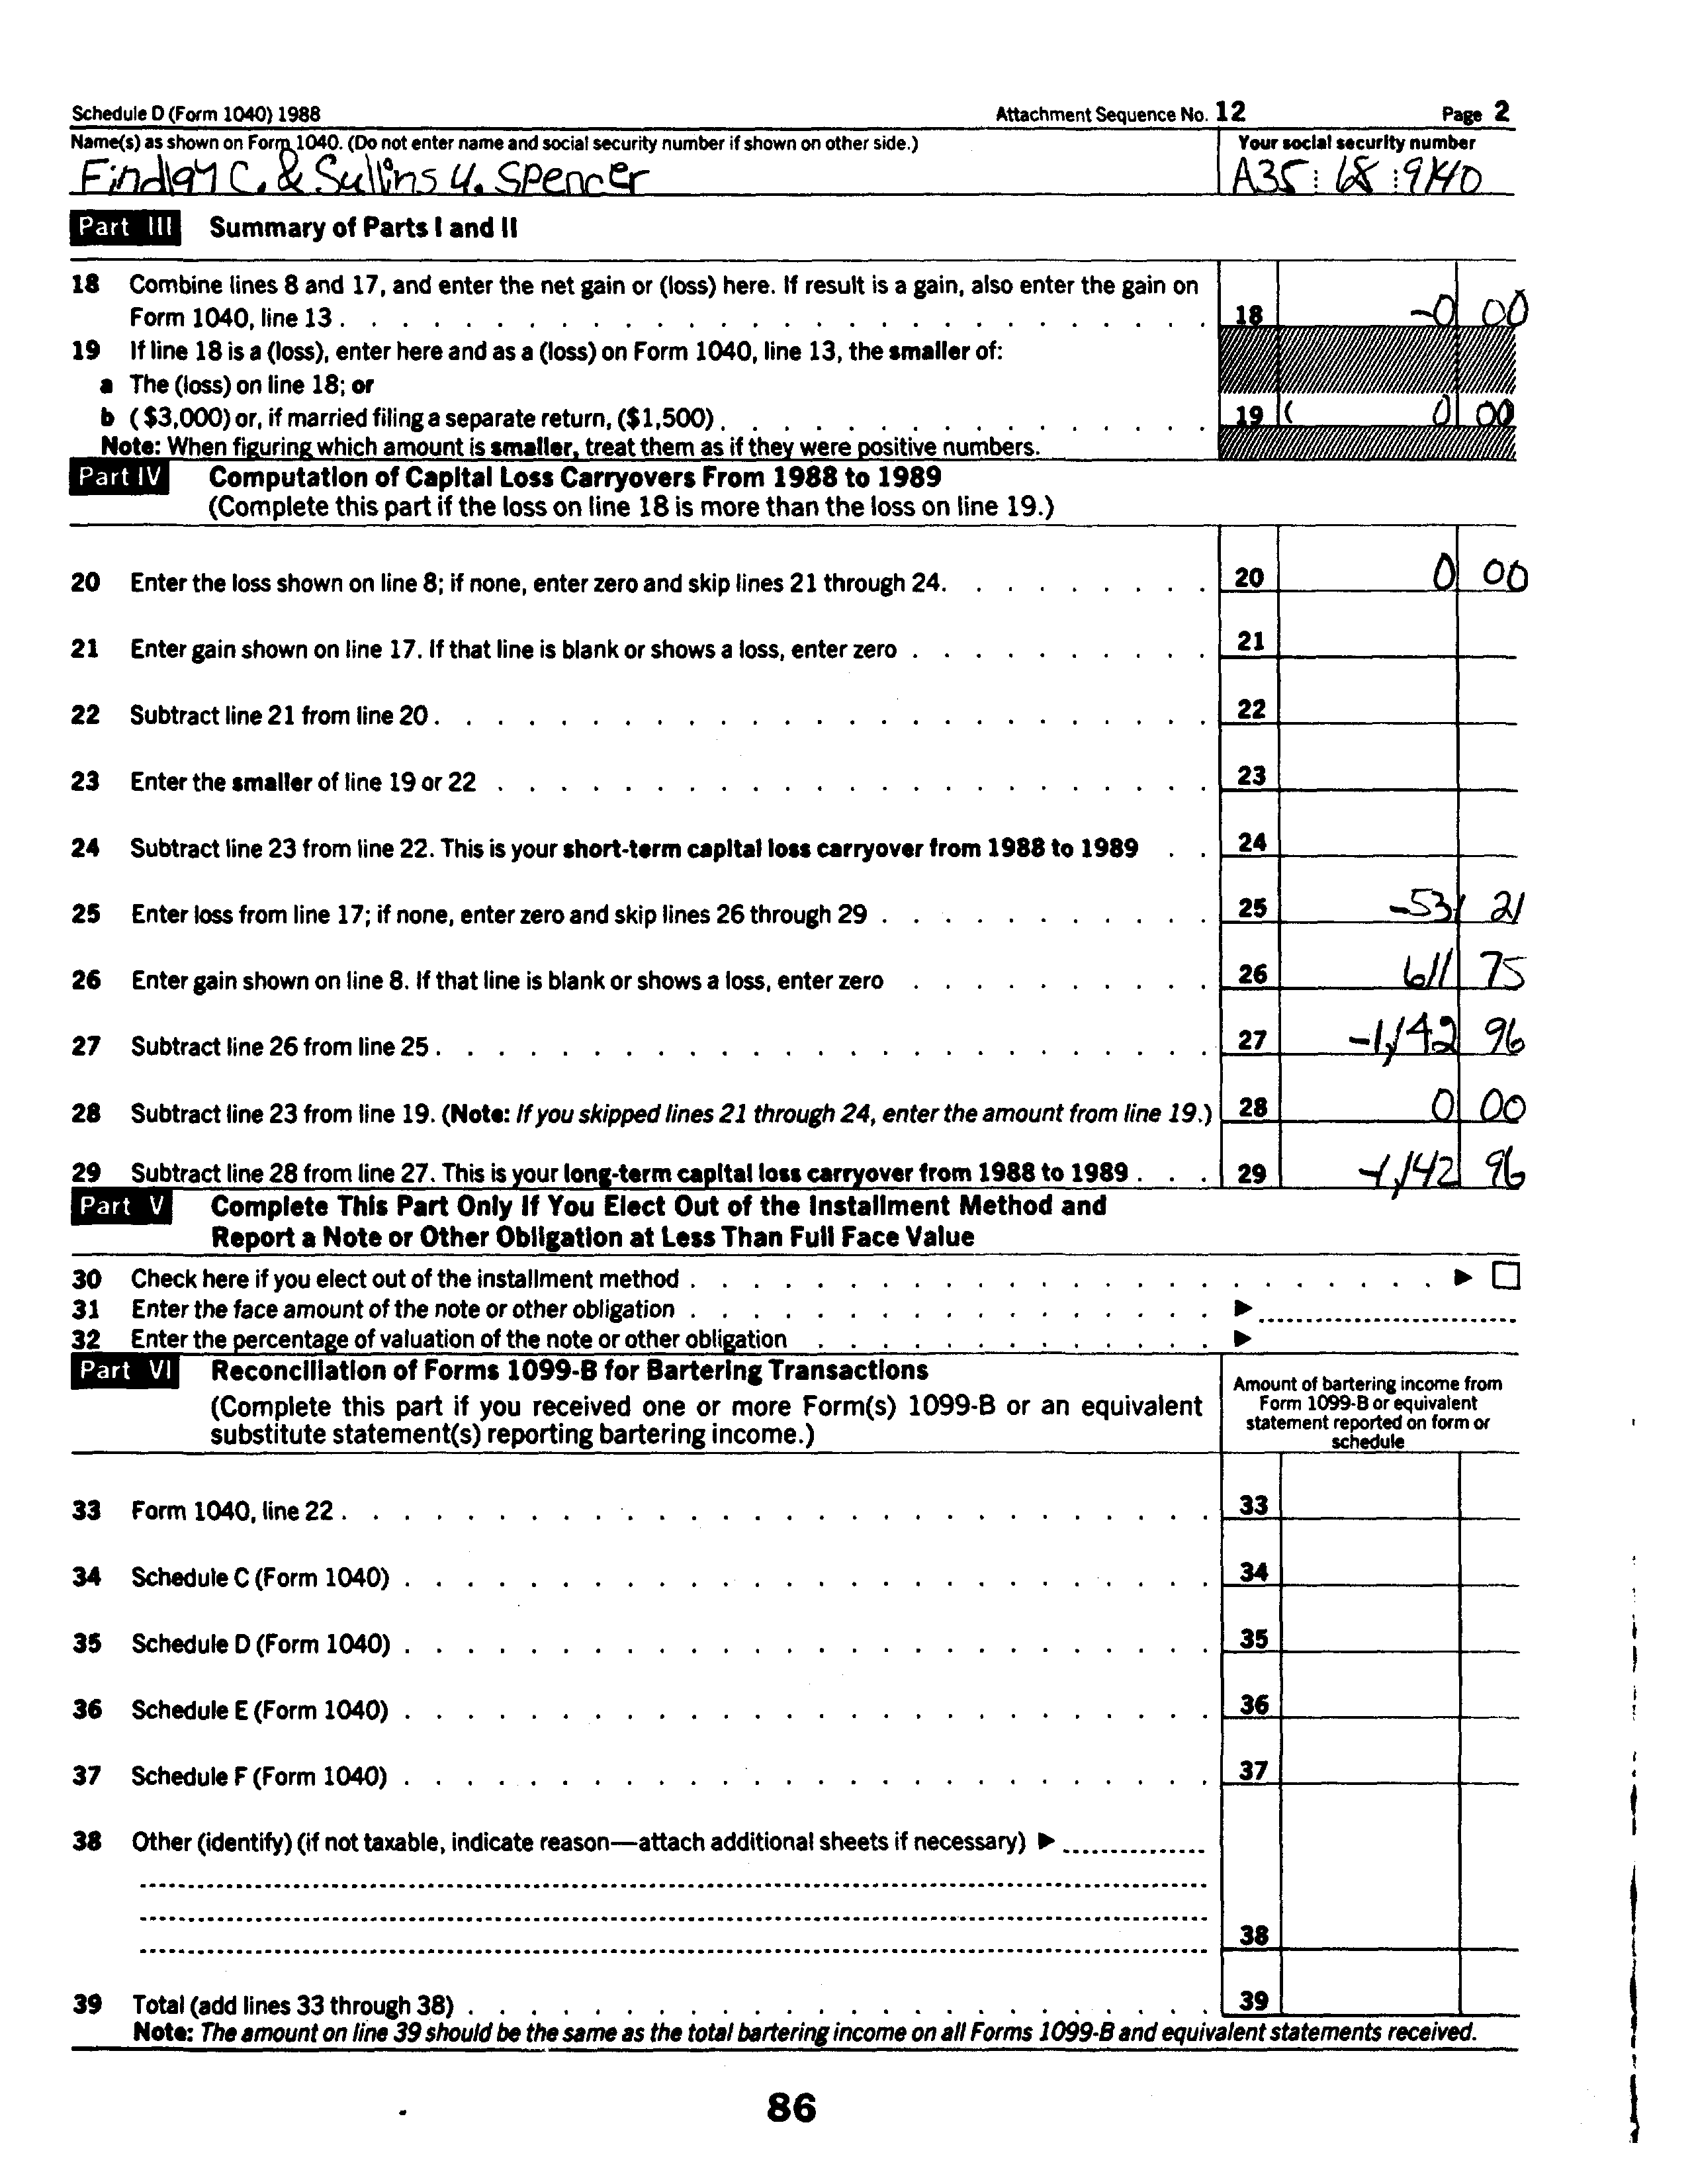 Schedule D (Form 1040) 1988 Attachment Sequence No. 12 Page 2
Name(s) as shown on Form 1040. (Do not enter name and social security number if shown on other side.) Your social security number
Findlay C. & Sullins U. Spencer A35 68 9140
Part III Summary of Parts I and II
18 Combine lines 8 and 17, and enter the net gain or (loss) here. If result is a gain, also enter the gain on
Form 1040, line 13 . . . 18 -0 00
19 If line 18 is a (loss), enter here and as a (loss) on Form 1040, line 13, the smaller of:
a The (loss) on line 18; or
b ($3,000) or, if married filing a separate return, ($1,500) . . . 19 ( 0 00
Note: When figuring which amount is smaller, treat them as if they were positive numbers.
Part IV Computation of Capital Loss Carryovers From 1988 to 1989
(Complete this part if the loss on line 18 is more than the loss on line 19.)
20 Enter the loss shown on line 8; if none, enter zero and skip lines 21 through 24. . . . 20 0 00
21 Enter gain shown on line 17. If that line is blank or shows a loss, enter zero . . . 21
22 Subtract line 21 from line 20 . . . 22
23 Enter the smaller of line 19 or 22 . . . 23
24 Subtract line 23 from line 22. This is your short-term capital loss carryover from 1988 to 1989 . . 24
25 Enter loss from line 17; if none, enter zero and skip lines 26 through 29 . . . 25 -531 21
26 Enter gain shown on line 8. If that line is blank or shows a loss, enter zero . . . 26 611 75
27 Subtract line 26 from line 25 . . . 27 -1,142 96
28 Subtract line 23 from line 19. (Note: If you skipped lines 21 through 24, enter the amount from line 19.) 28 0 00
29 Subtract line 28 from line 27. This is your long-term capital loss carryover from 1988 to 1989 . . . 29 -1,142 96
Part V Complete This Part Only If You Elect Out of the Installment Method and
Report a Note or Other Obligation at Less Than Full Face Value
30 Check here if you elect out of the installment method . . . ▶ ☐
31 Enter the face amount of the note or other obligation . . . ▶
32 Enter the percentage of valuation of the note or other obligation . . . ▶
Part VI Reconciliation of Forms 1099-B for Bartering Transactions
(Complete this part if you received one or more Form(s) 1099-B or an equivalent
substitute statement(s) reporting bartering income.)
Amount of bartering income from
Form 1099-B or equivalent
statement reported on form or
schedule
33 Form 1040, line 22 . . . 33
34 Schedule C (Form 1040) . . . 34
35 Schedule D (Form 1040) . . . 35
36 Schedule E (Form 1040) . . . 36
37 Schedule F (Form 1040) . . . 37
38 Other (identify) (if not taxable, indicate reason—attach additional sheets if necessary) ▶
38
39 Total (add lines 33 through 38) . . . 39
Note: The amount on line 39 should be the same as the total bartering income on all Forms 1099-B and equivalent statements received.
86